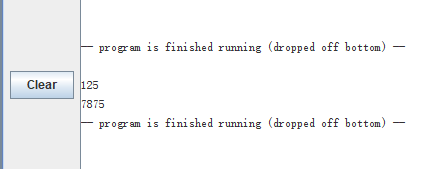 ── program is finished running (dropped off bottom) ──
Clear
125
7875
── program is finished running (dropped off bottom) ──